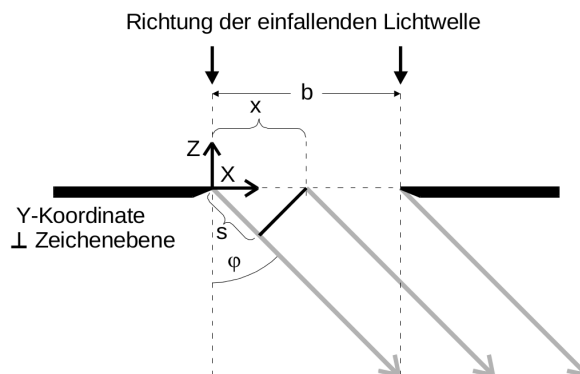 Richtung der einfallenden Lichtwelle
b
x
Z
X
Y-Koordinate
⊥ Zeichenebene
s
φ